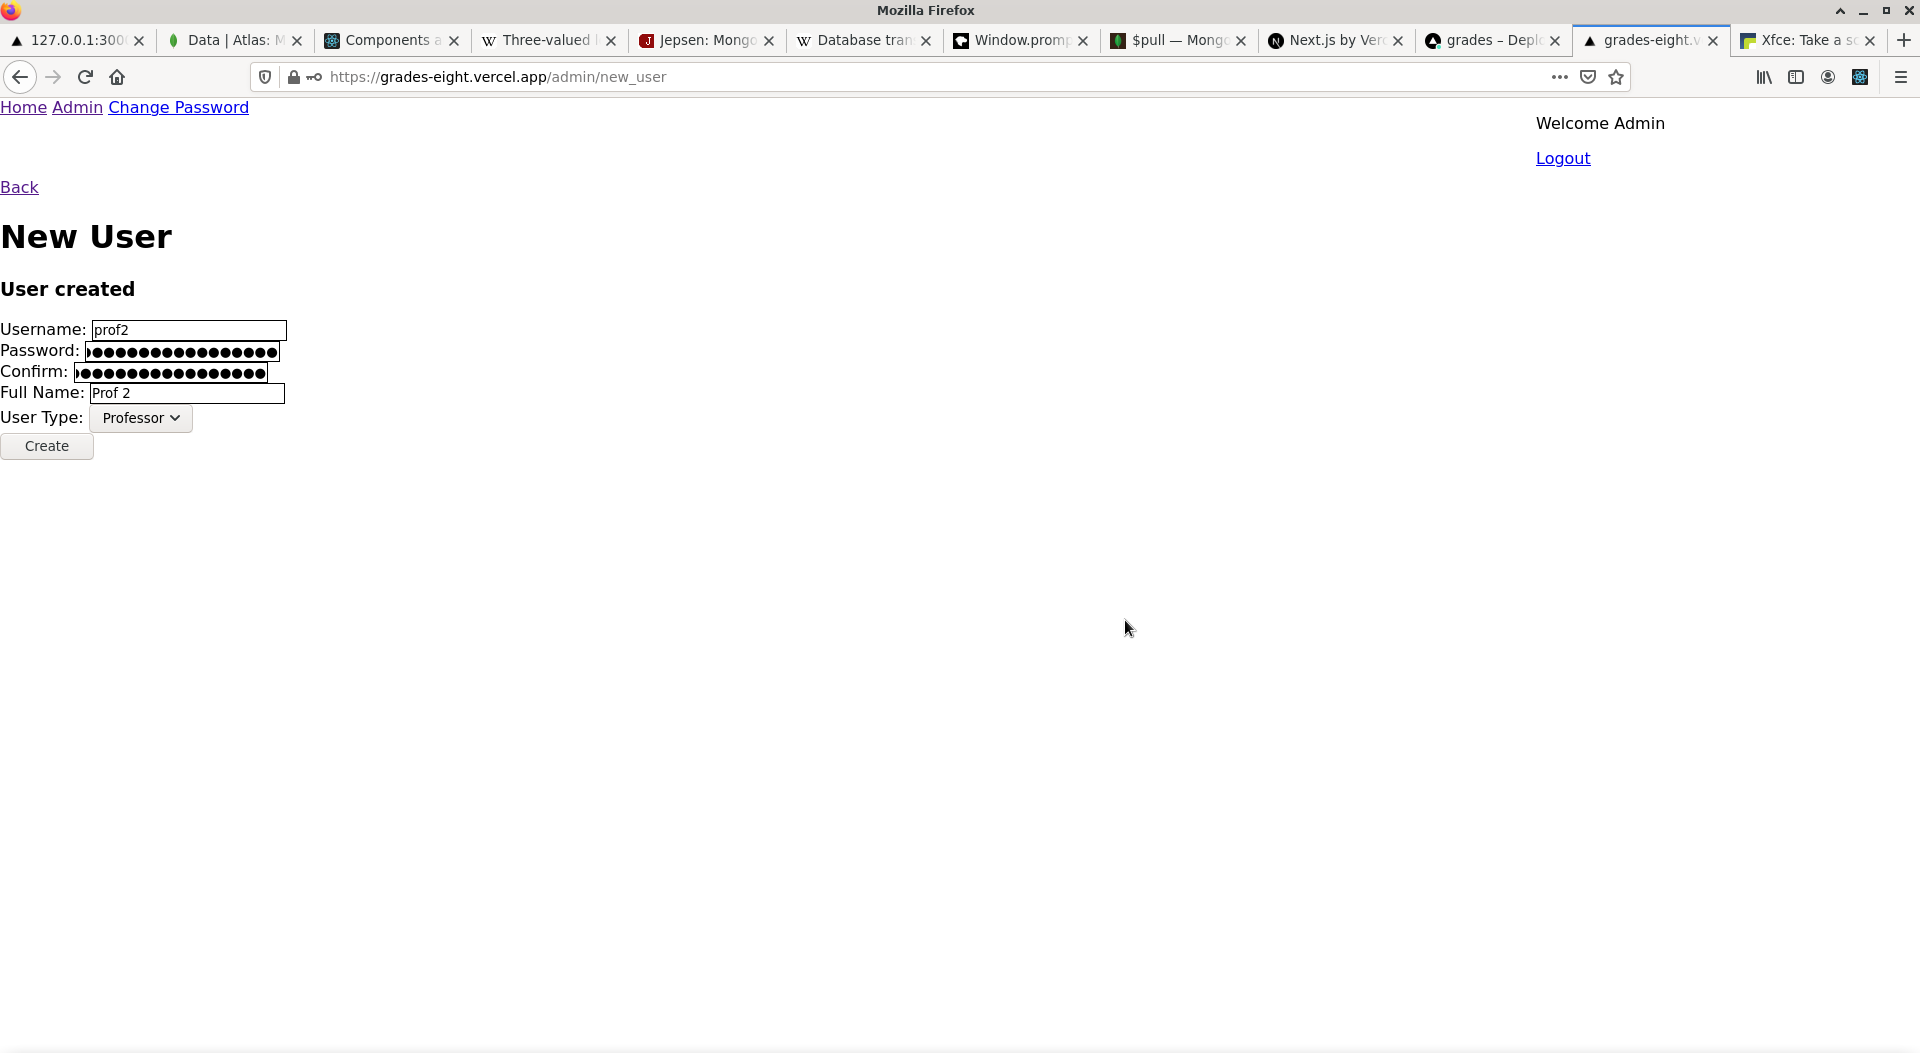 Mozilla Firefox
127.0.0.1:300
Data | Atlas: M
Components a
Three-valued l
Jepsen: Mongo
Database tran
Window.promp
$pull — Mongo
Next.js by Verc
grades – Deplo
grades-eight.v
Xfce: Take a sc
https://grades-eight.vercel.app/admin/new_user
Home Admin Change Password
Welcome Admin
Logout
Back
New User
User created
Username: prof2
Password:
Confirm:
Full Name: Prof 2
User Type: Professor
Create